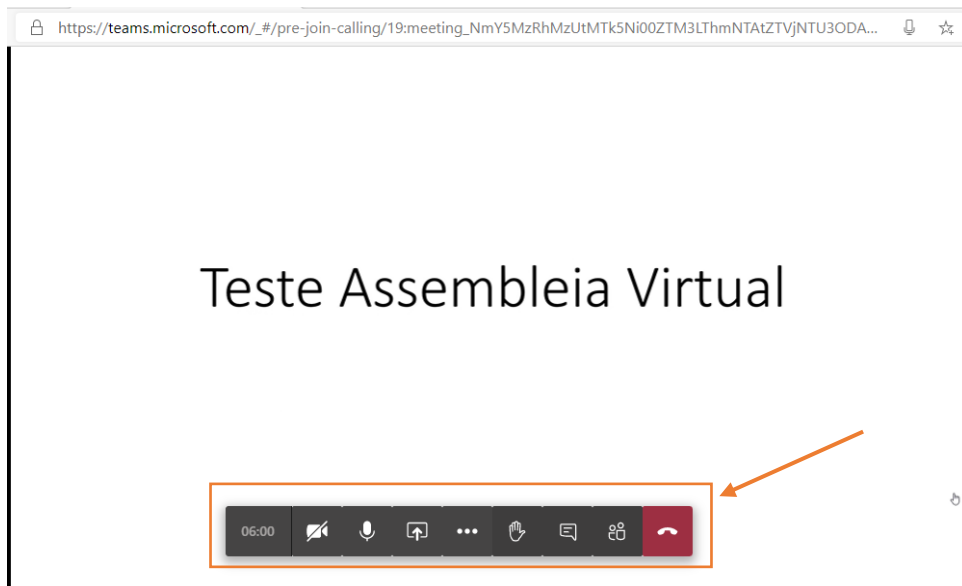 https://teams.microsoft.com/_#/pre-join-calling/19:meeting_NmY5MzRhMzUtMTk5Ni00ZTM3LThmNTAtZTVjNTU3ODA...
Teste Assembleia Virtual
06:00